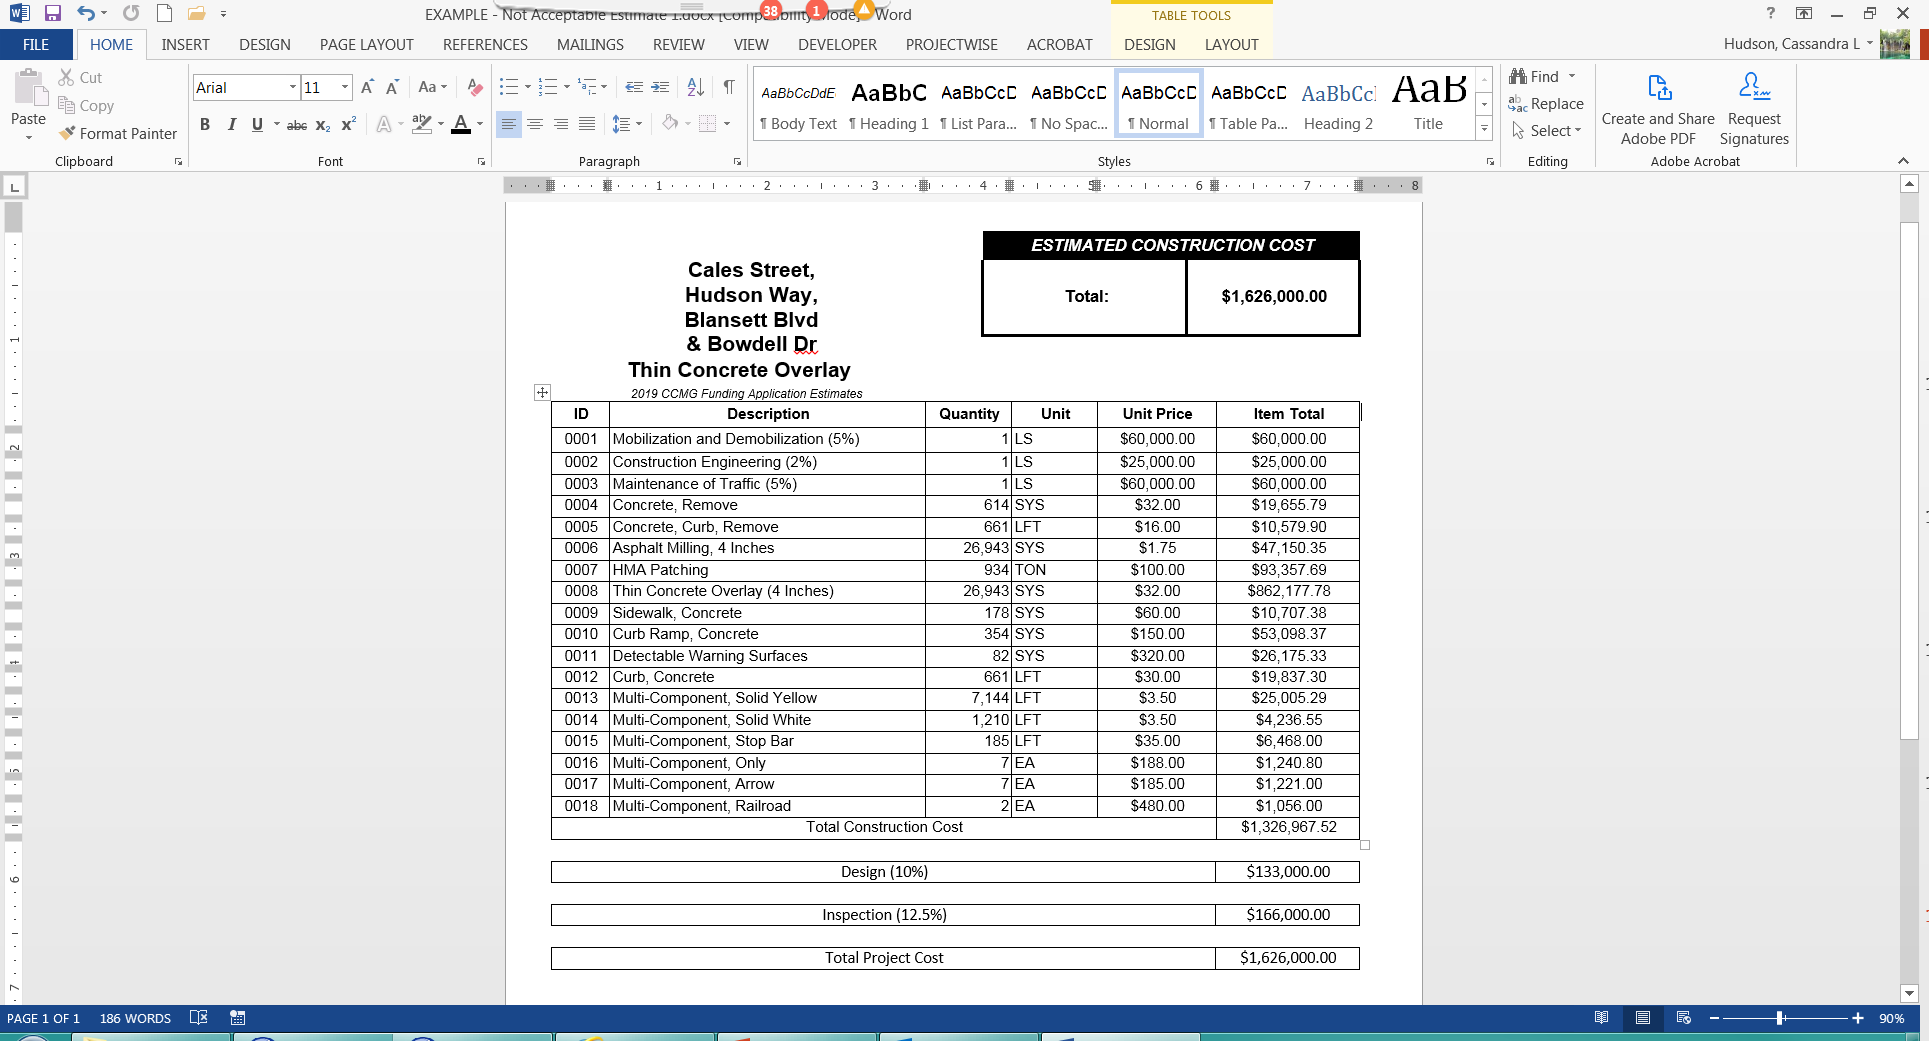 EXAMPLE - Not Acceptable Estimate 1.docx [Compatibility Mode] - Word
38
1
TABLE TOOLS
?
FILE
HOME
INSERT
DESIGN
PAGE LAYOUT
REFERENCES
MAILINGS
REVIEW
VIEW
DEVELOPER
PROJECTWISE
ACROBAT
DESIGN
LAYOUT
Hudson, Cassandra L
Paste
Cut
Copy
Format Painter
Clipboard
Arial
11
Font
Paragraph
AaBbCcDdE
¶ Body Text
AaBbC
¶ Heading 1
AaBbCcD
¶ List Para...
AaBbCcD
¶ No Spac...
AaBbCcD
¶ Normal
AaBbCcD
¶ Table Pa...
AaBbCc
Heading 2
AaB
Title
Styles
Find
Replace
Select
Editing
Create and Share
Adobe PDF
Request
Signatures
Adobe Acrobat
1 2 3 4 5 6 7 8
ESTIMATED CONSTRUCTION COST
Total: $1,626,000.00
Cales Street,
Hudson Way,
Blansett Blvd
& Bowdell Dr
Thin Concrete Overlay
2019 CCMG Funding Application Estimates
ID Description Quantity Unit Unit Price Item Total
0001 Mobilization and Demobilization (5%) 1 LS $60,000.00 $60,000.00
0002 Construction Engineering (2%) 1 LS $25,000.00 $25,000.00
0003 Maintenance of Traffic (5%) 1 LS $60,000.00 $60,000.00
0004 Concrete, Remove 614 SYS $32.00 $19,655.79
0005 Concrete, Curb, Remove 661 LFT $16.00 $10,579.90
0006 Asphalt Milling, 4 Inches 26,943 SYS $1.75 $47,150.35
0007 HMA Patching 934 TON $100.00 $93,357.69
0008 Thin Concrete Overlay (4 Inches) 26,943 SYS $32.00 $862,177.78
0009 Sidewalk, Concrete 178 SYS $60.00 $10,707.38
0010 Curb Ramp, Concrete 354 SYS $150.00 $53,098.37
0011 Detectable Warning Surfaces 82 SYS $320.00 $26,175.33
0012 Curb, Concrete 661 LFT $30.00 $19,837.30
0013 Multi-Component, Solid Yellow 7,144 LFT $3.50 $25,005.29
0014 Multi-Component, Solid White 1,210 LFT $3.50 $4,236.55
0015 Multi-Component, Stop Bar 185 LFT $35.00 $6,468.00
0016 Multi-Component, Only 7 EA $188.00 $1,240.80
0017 Multi-Component, Arrow 7 EA $185.00 $1,221.00
0018 Multi-Component, Railroad 2 EA $480.00 $1,056.00
Total Construction Cost $1,326,967.52
Design (10%) $133,000.00
Inspection (12.5%) $166,000.00
Total Project Cost $1,626,000.00
PAGE 1 OF 1 186 WORDS
90%